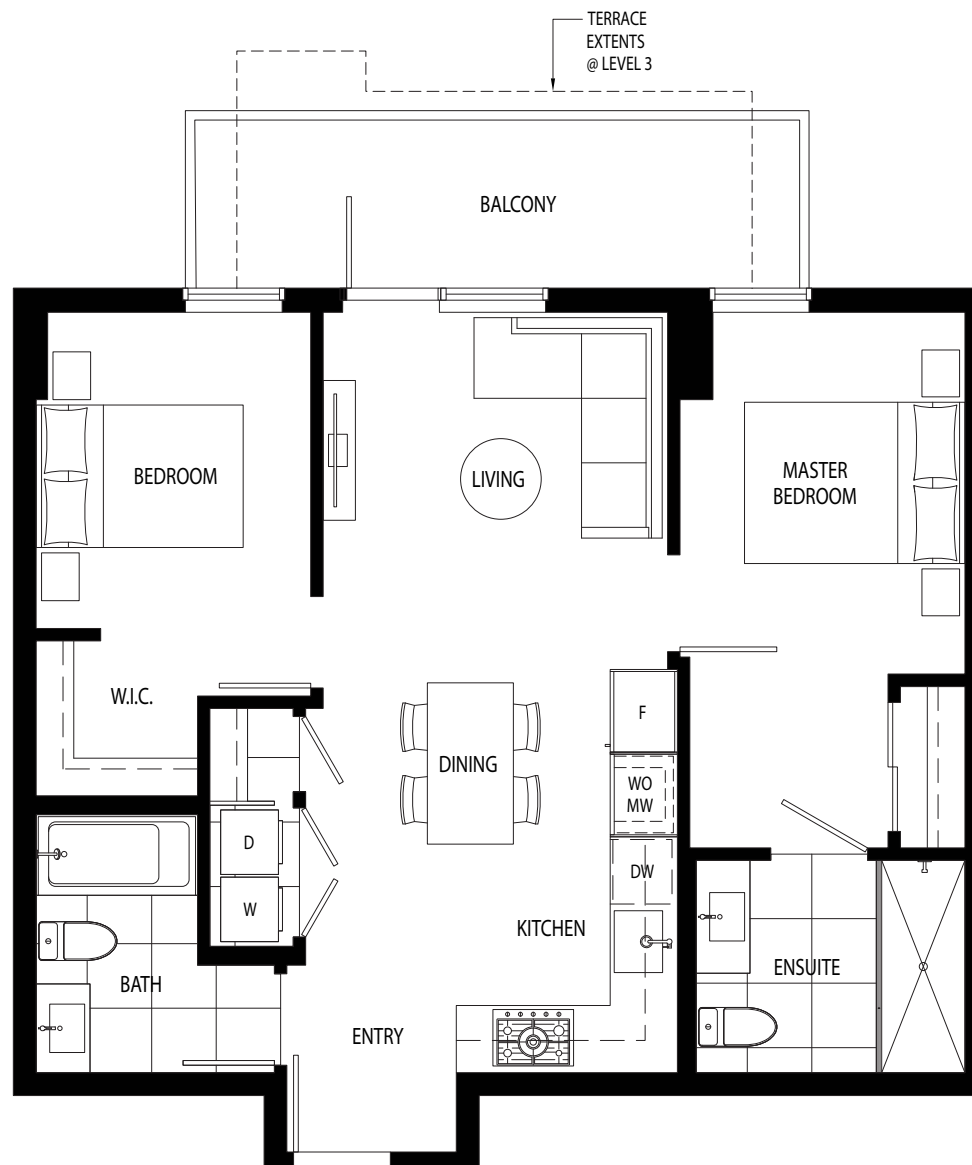 TERRACE
EXTENTS
@ LEVEL 3
BALCONY
BEDROOM
LIVING
MASTER
BEDROOM
W.I.C.
F
DINING
WO
MW
D
DW
W
KITCHEN
BATH
ENSUITE
ENTRY